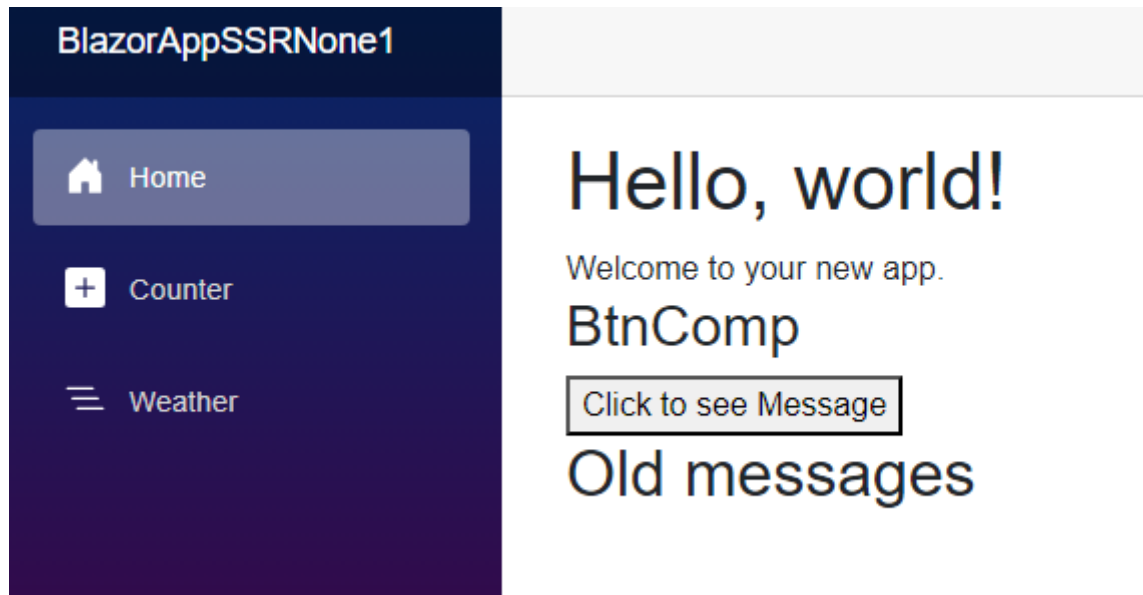 BlazorAppSSRNone1
Home
Counter
Weather
Hello, world!
Welcome to your new app.
BtnComp
Click to see Message
Old messages